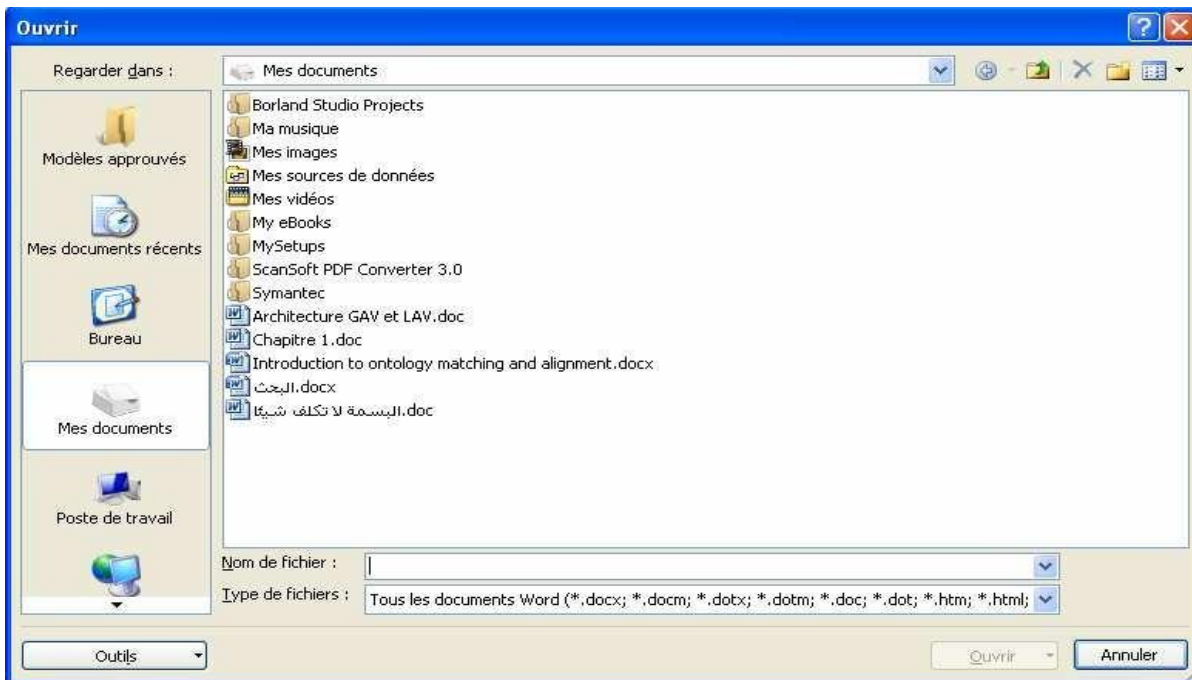 Ouvrir
Regarder dans :
Mes documents
Modèles approuvés
Mes documents récents
Bureau
Mes documents
Poste de travail
Borland Studio Projects
Ma musique
Mes images
Mes sources de données
Mes vidéos
My eBooks
MySetups
ScanSoft PDF Converter 3.0
Symantec
Architecture GAV et LAV.doc
Chapitre 1.doc
Introduction to ontology matching and alignment.docx
البحث.docx
البسمة لا تكلف شيئا.doc
Nom de fichier :
Type de fichiers : Tous les documents Word (*.docx; *.docm; *.dotx; *.dotm; *.doc; *.dot; *.htm; *.html;
Outils
Ouvrir
Annuler